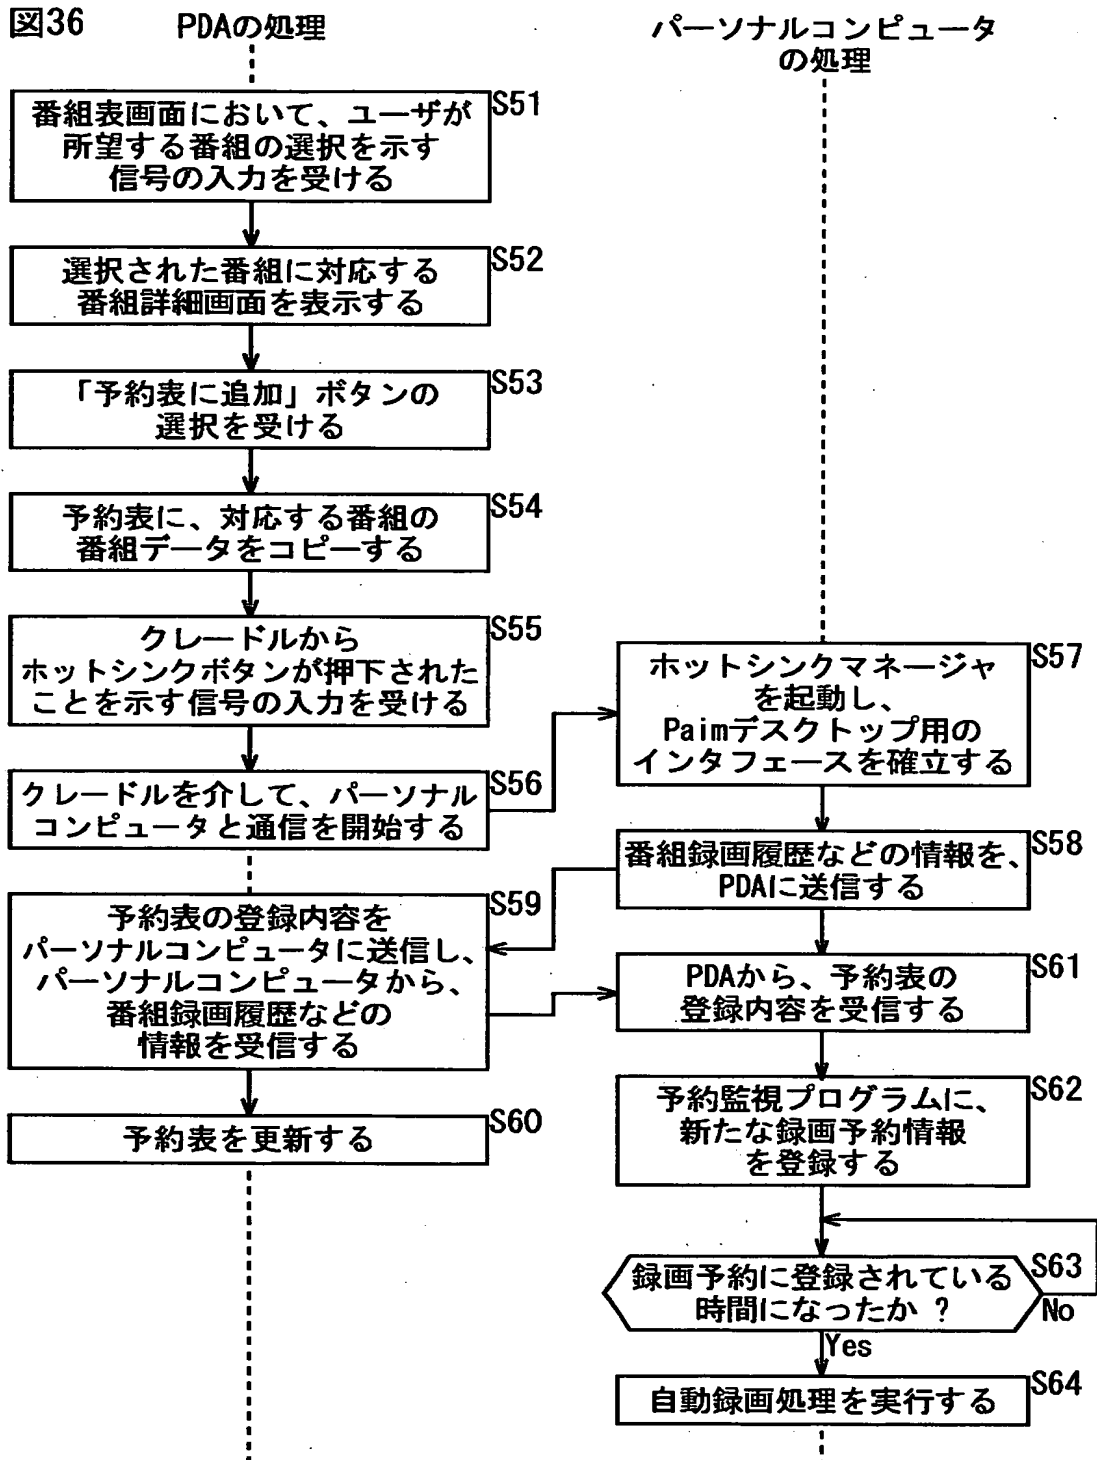 図36
PDAの処理
パーソナルコンピュータ
の処理
S51
番組表画面において、ユーザが
所望する番組の選択を示す
信号の入力を受ける
S52
選択された番組に対応する
番組詳細画面を表示する
S53
「予約表に追加」ボタンの
選択を受ける
S54
予約表に、対応する番組の
番組データをコピーする
S55
クレードルから
ホットシンクボタンが押下された
ことを示す信号の入力を受ける
S56
クレードルを介して、パーソナル
コンピュータと通信を開始する
S57
ホットシンクマネージャ
を起動し、
Paimデスクトップ用の
インタフェースを確立する
S58
番組録画履歴などの情報を、
PDAに送信する
S59
予約表の登録内容を
パーソナルコンピュータに送信し、
パーソナルコンピュータから、
番組録画履歴などの
情報を受信する
S60
予約表を更新する
S61
PDAから、予約表の
登録内容を受信する
S62
予約監視プログラムに、
新たな録画予約情報
を登録する
S63
録画予約に登録されている
時間になったか ?
No
Yes
S64
自動録画処理を実行する